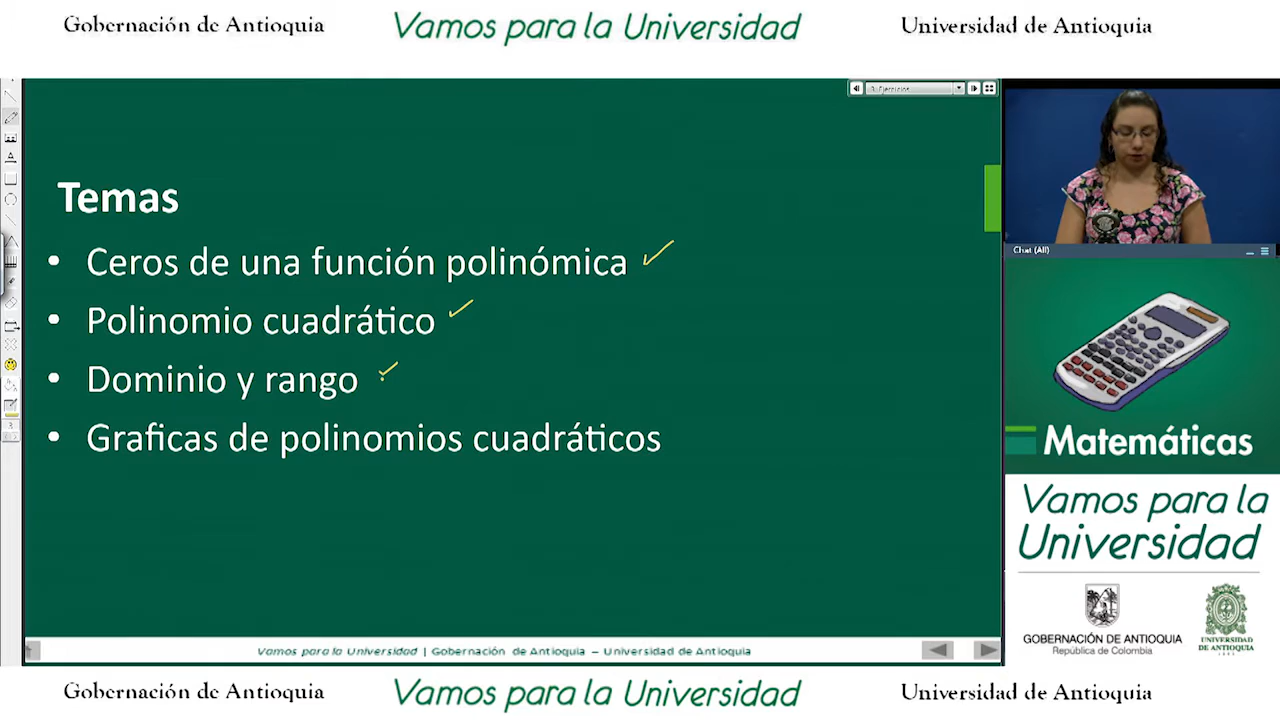 Gobernación de Antioquia
Vamos para la Universidad
Universidad de Antioquia
3. Ejercicios
Temas
• Ceros de una función polinómica
• Polinomio cuadrático
• Dominio y rango
• Graficas de polinomios cuadráticos
Chat (All)
Matemáticas
Vamos para la
Universidad
GOBERNACIÓN DE ANTIOQUIA
República de Colombia
UNIVERSIDAD
DE ANTIOQUIA
Vamos para la Universidad | Gobernación de Antioquia – Universidad de Antioquia
Gobernación de Antioquia
Vamos para la Universidad
Universidad de Antioquia